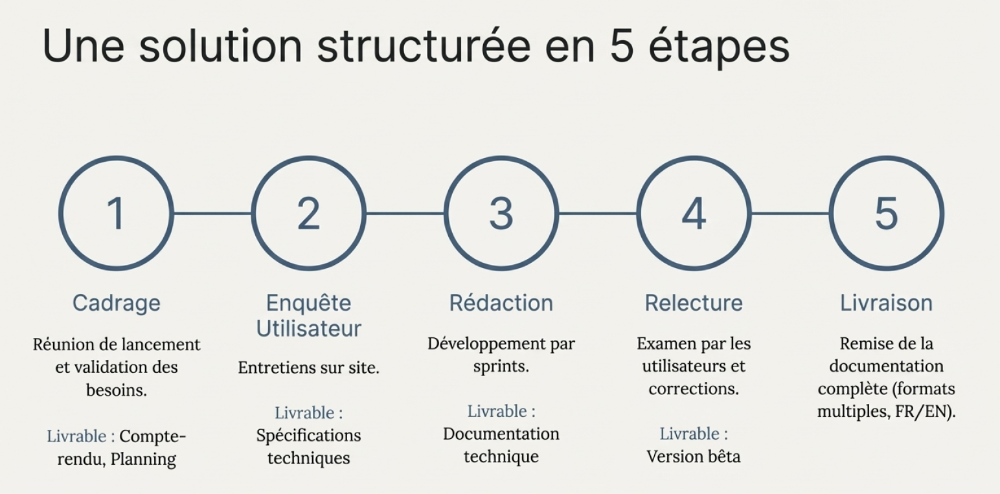 Une solution structurée en 5 étapes
1
2
3
4
5
Cadrage
Réunion de lancement
et validation des
besoins.
Livrable : Compte-
rendu, Planning
Enquête
Utilisateur
Entretiens sur site.
Livrable :
Spécifications
techniques
Rédaction
Développement par
sprints.
Livrable :
Documentation
technique
Relecture
Examen par les
utilisateurs et
corrections.
Livrable :
Version bêta
Livraison
Remise de la
documentation
complète (formats
multiples, FR/EN).